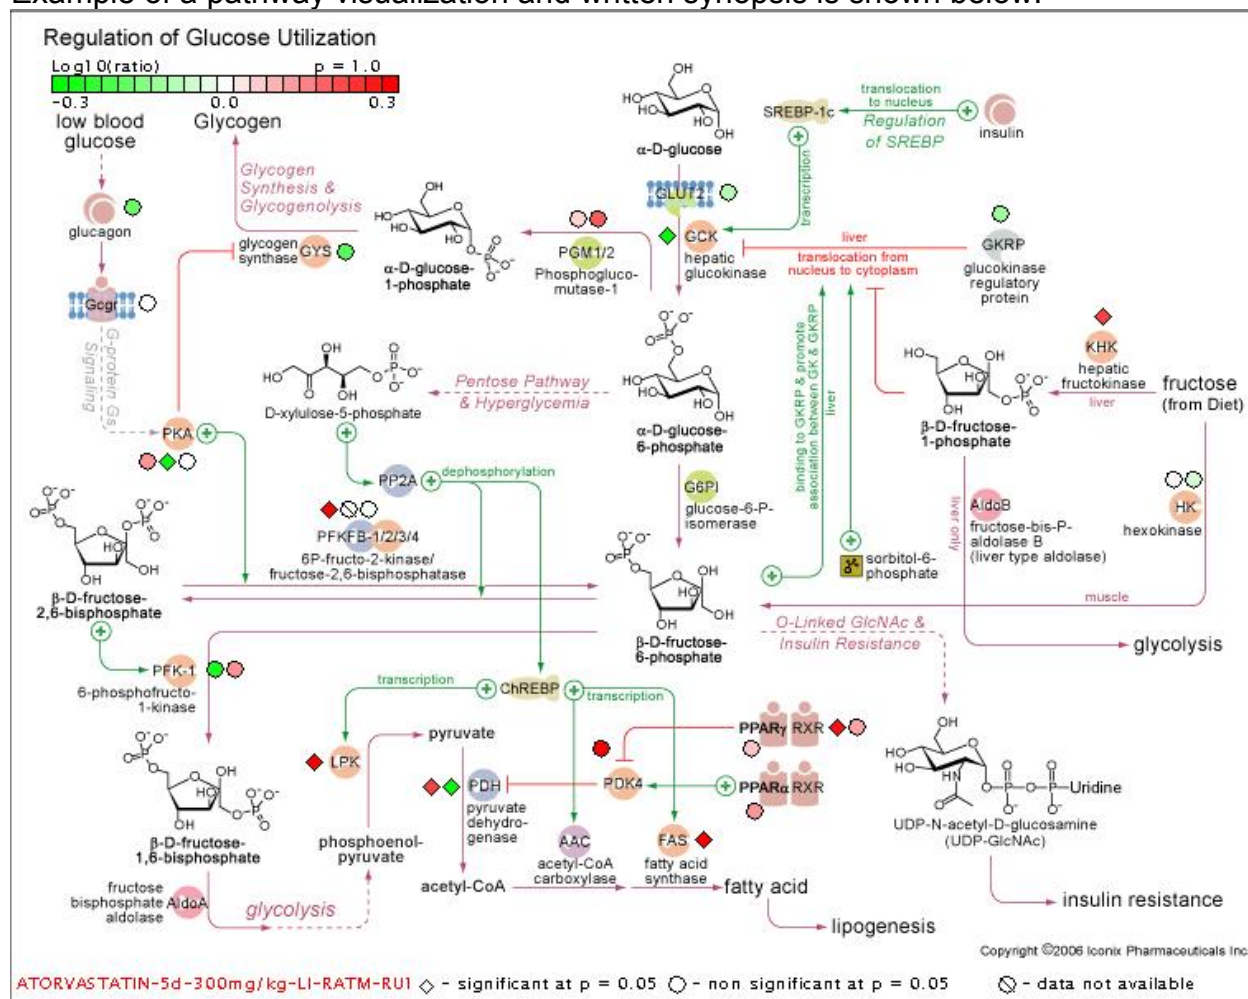 Example of a pathway visualization and written synopsis is shown below:
Regulation of Glucose Utilization
Log10(ratio)
p = 1.0
-0.3
0.0
0.3
low blood
glucose
Glycogen
Glycogen
Synthesis &
Glycogenolysis
glucagon
Gcgr
G-protein Gs
Signaling
PKA
glycogen
synthase
GYS
α-D-glucose-
1-phosphate
PGM1/2
Phosphogluco-
mutase-1
α-D-glucose
GLUT2
GCK
hepatic
glucokinase
SREBP-1c
transcription
translocation
to nucleus
Regulation
of SREBP
insulin
liver
translocation from
nucleus to cytoplasm
GKRP
glucokinase
regulatory
protein
KHK
hepatic
fructokinase
liver
fructose
(from Diet)
β-D-fructose-
1-phosphate
D-xylulose-5-phosphate
Pentose Pathway
& Hyperglycemia
α-D-glucose-
6-phosphate
binding to GKRP & promote
association between GK & GKRP
liver
PP2A
dephosphorylation
G6PI
glucose-6-P-
isomerase
PFKFB-1/2/3/4
6P-fructo-2-kinase/
fructose-2,6-bisphosphatase
sorbitol-6-
phosphate
liver only
AldoB
fructose-bis-P-
aldolase B
(liver type aldolase)
HK
hexokinase
muscle
β-D-fructose-
2,6-bisphosphate
β-D-fructose-
6-phosphate
O-Linked GlcNAc &
Insulin Resistance
glycolysis
PFK-1
6-phosphofructo-
1-kinase
transcription
ChREBP
transcription
LPK
pyruvate
PDH
pyruvate
dehydro-
genase
PDK4
PPARγ RXR
PPARα RXR
AAC
acetyl-CoA
carboxylase
FAS
fatty acid
synthase
β-D-fructose-
1,6-bisphosphate
phosphoenol-
pyruvate
fructose
bisphosphate
aldolase
AldoA
glycolysis
acetyl-CoA
fatty acid
lipogenesis
Uridine
UDP-N-acetyl-D-glucosamine
(UDP-GlcNAc)
insulin resistance
Copyright ©2006 Iconix Pharmaceuticals Inc
ATORVASTATIN-5d-300mg/kg-LI-RATM-RU1 - significant at p = 0.05 - non significant at p = 0.05 - data not available